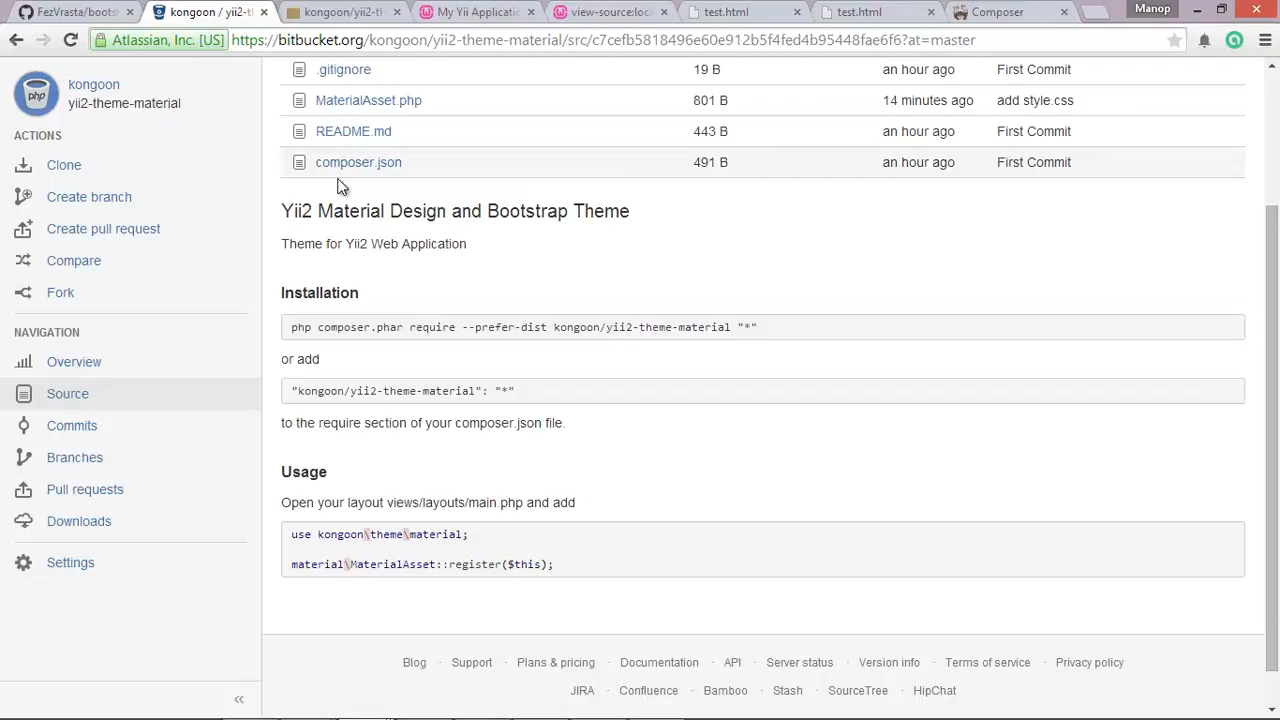 FezVrasta/boots
kongoon / yii2-t
kongoon/yii2-th
My Yii Applicatio
view-source:loca
test.html
test.html
Composer
Manop
Atlassian, Inc. [US]
https://bitbucket.org/kongoon/yii2-theme-material/src/c7cefb5818496e60e912b5f4fed4b95448fae6f6?at=master
php
kongoon
yii2-theme-material
ACTIONS
Clone
Create branch
Create pull request
Compare
Fork
NAVIGATION
Overview
Source
Commits
Branches
Pull requests
Downloads
Settings
«
.gitignore 19 B an hour ago First Commit
MaterialAsset.php 801 B 14 minutes ago add style.css
README.md 443 B an hour ago First Commit
composer.json 491 B an hour ago First Commit
Yii2 Material Design and Bootstrap Theme
Theme for Yii2 Web Application
Installation
php composer.phar require --prefer-dist kongoon/yii2-theme-material "*"
or add
"kongoon/yii2-theme-material": "*"
to the require section of your composer.json file.
Usage
Open your layout views/layouts/main.php and add
use kongoon\theme\material;
material\MaterialAsset::register($this);
Blog · Support · Plans & pricing · Documentation · API · Server status · Version info · Terms of service · Privacy policy
JIRA · Confluence · Bamboo · Stash · SourceTree · HipChat